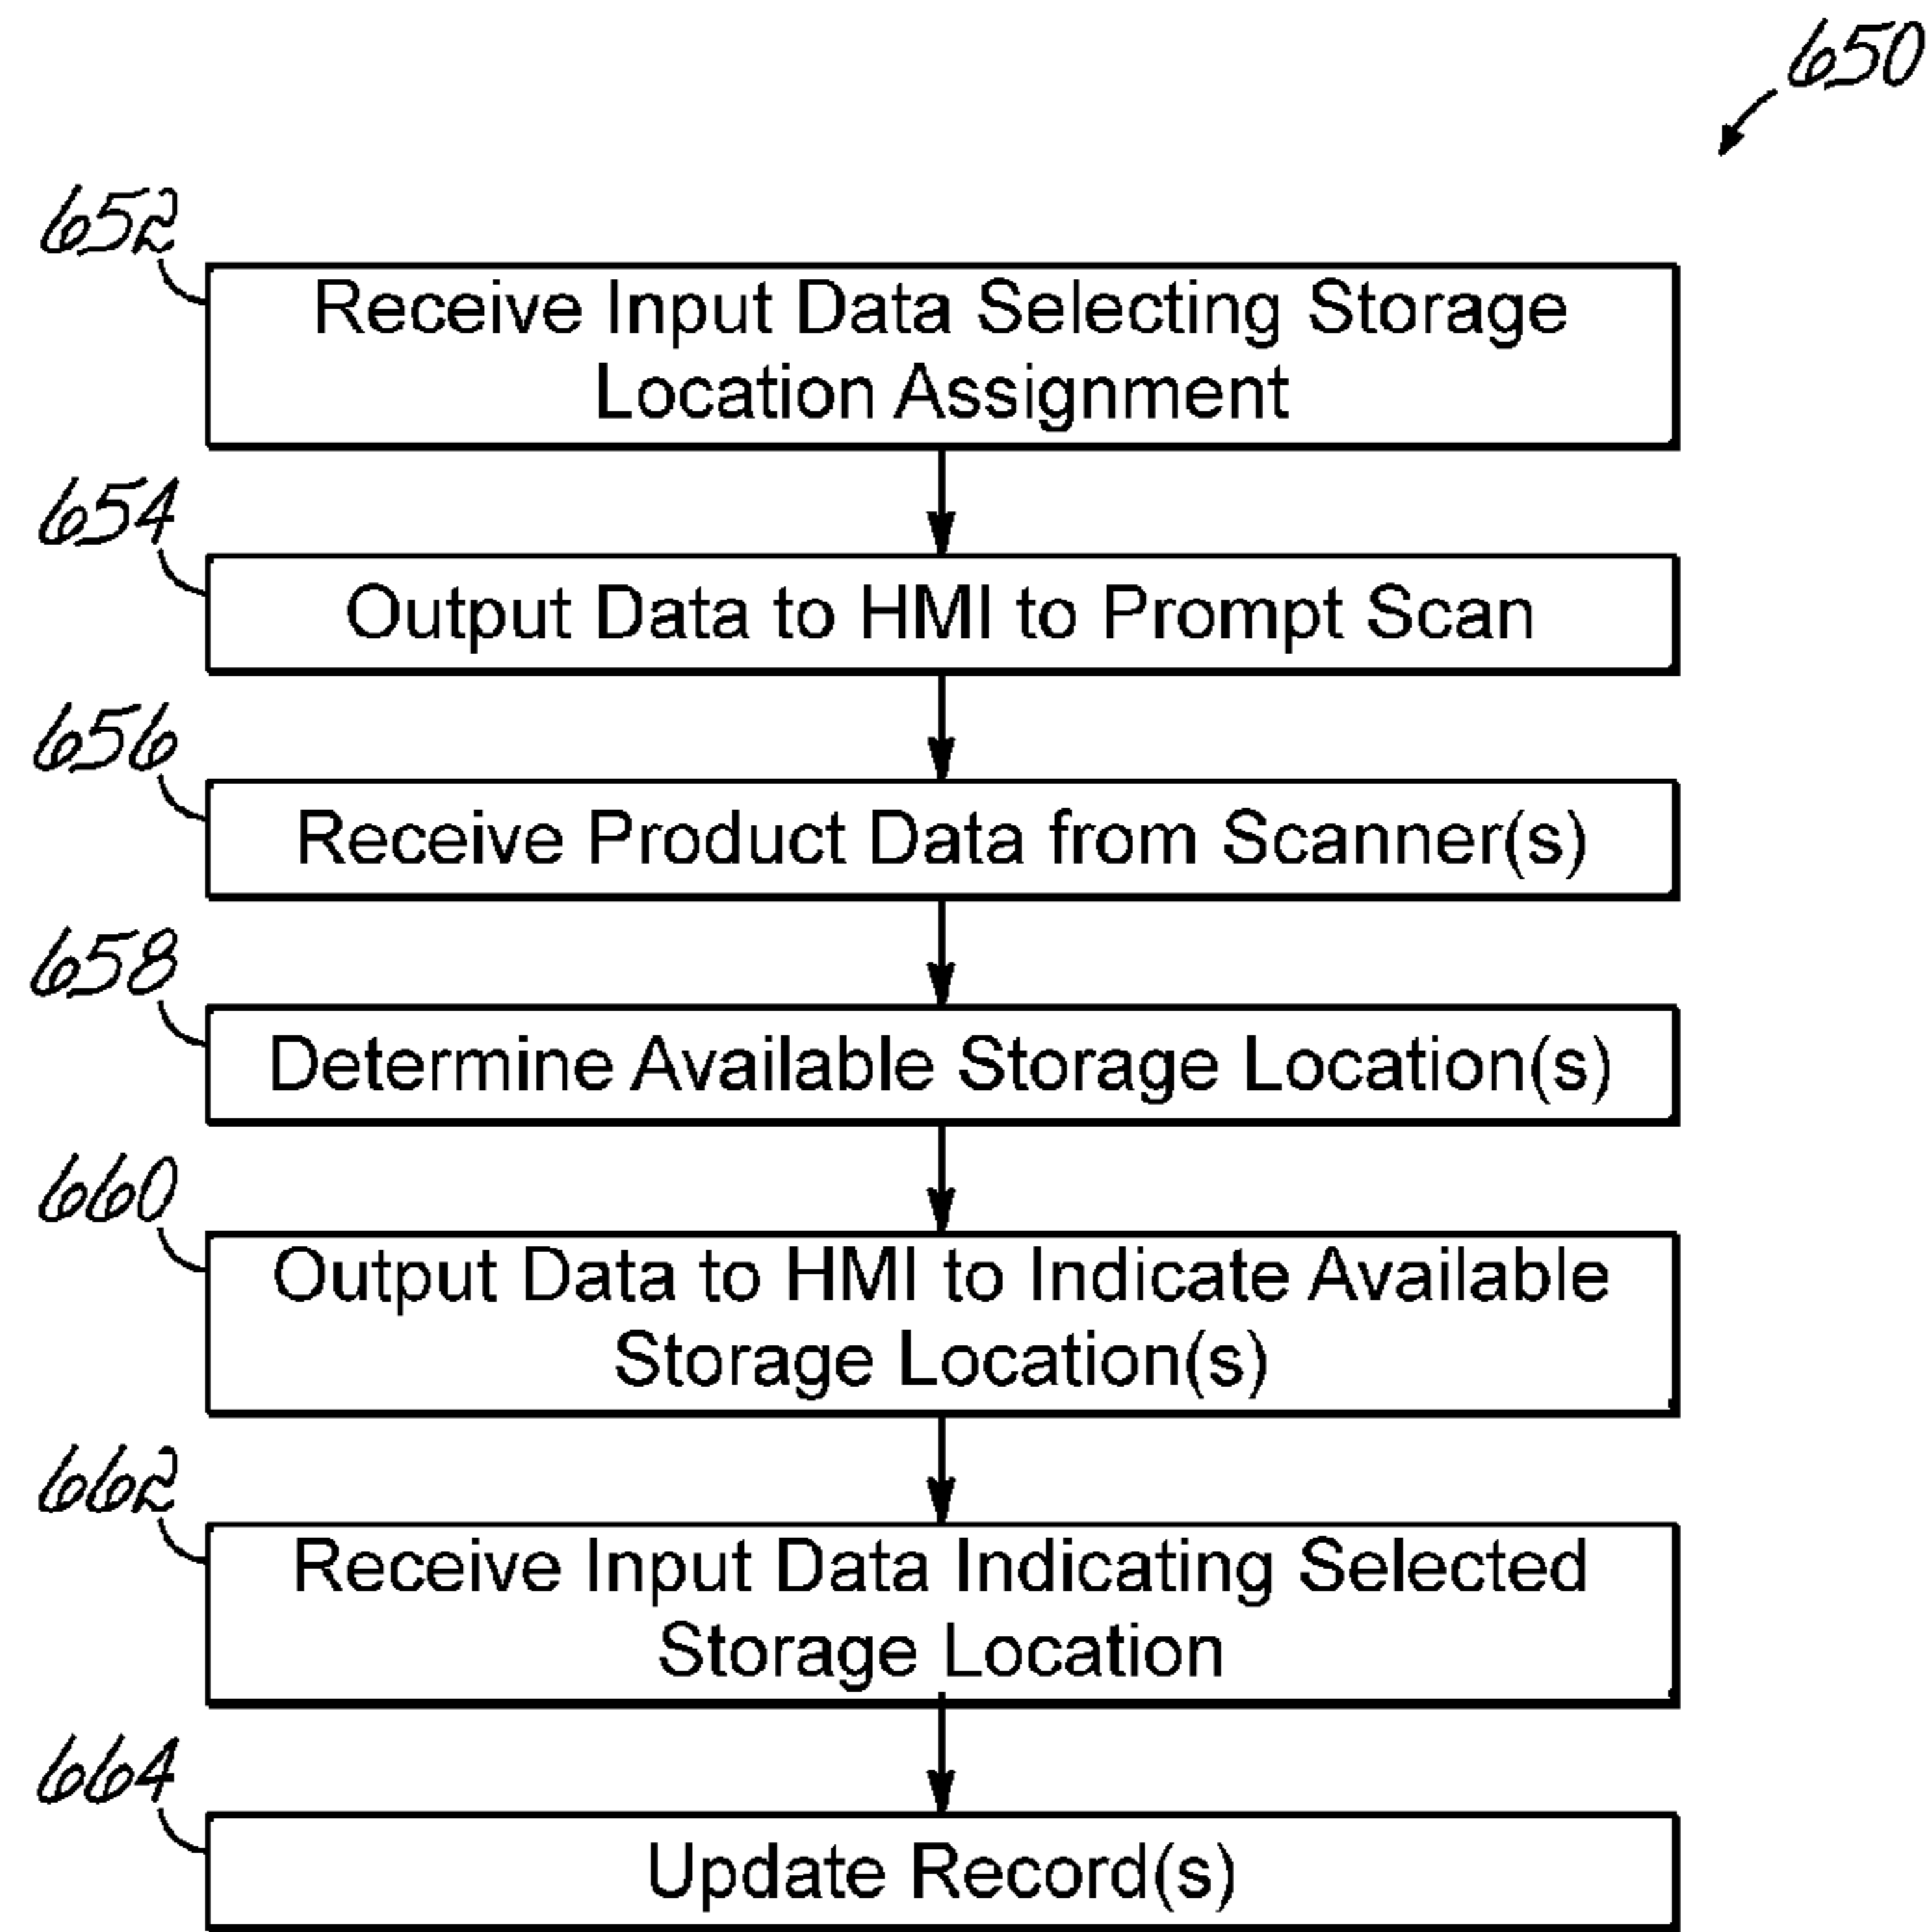 650
652
Receive Input Data Selecting Storage
Location Assignment
654
Output Data to HMI to Prompt Scan
656
Receive Product Data from Scanner(s)
658
Determine Available Storage Location(s)
660
Output Data to HMI to Indicate Available
Storage Location(s)
662
Receive Input Data Indicating Selected
Storage Location
664
Update Record(s)